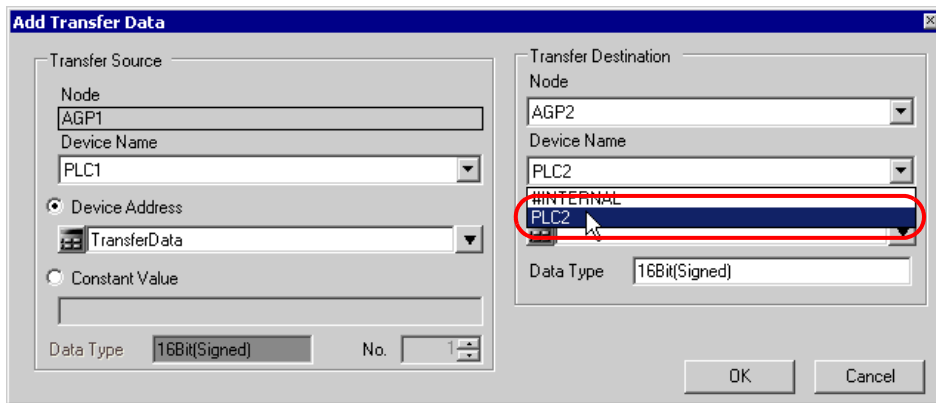 Add Transfer Data
Transfer Source
Node
AGP1
Device Name
PLC1
Device Address
TransferData
Constant Value
Data Type 16Bit(Signed) No. 1
Transfer Destination
Node
AGP2
Device Name
PLC2
#INTERNAL
PLC2
Data Type 16Bit(Signed)
OK Cancel